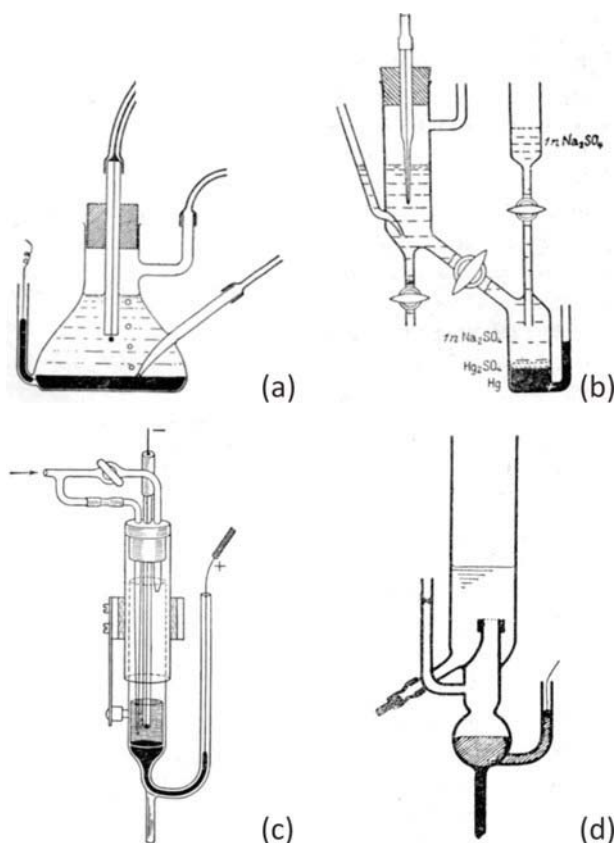 1n Na₂SO₄
1n Na₂SO₄
Hg₂SO₄
Hg
(a)
(b)
−
+
(c)
(d)